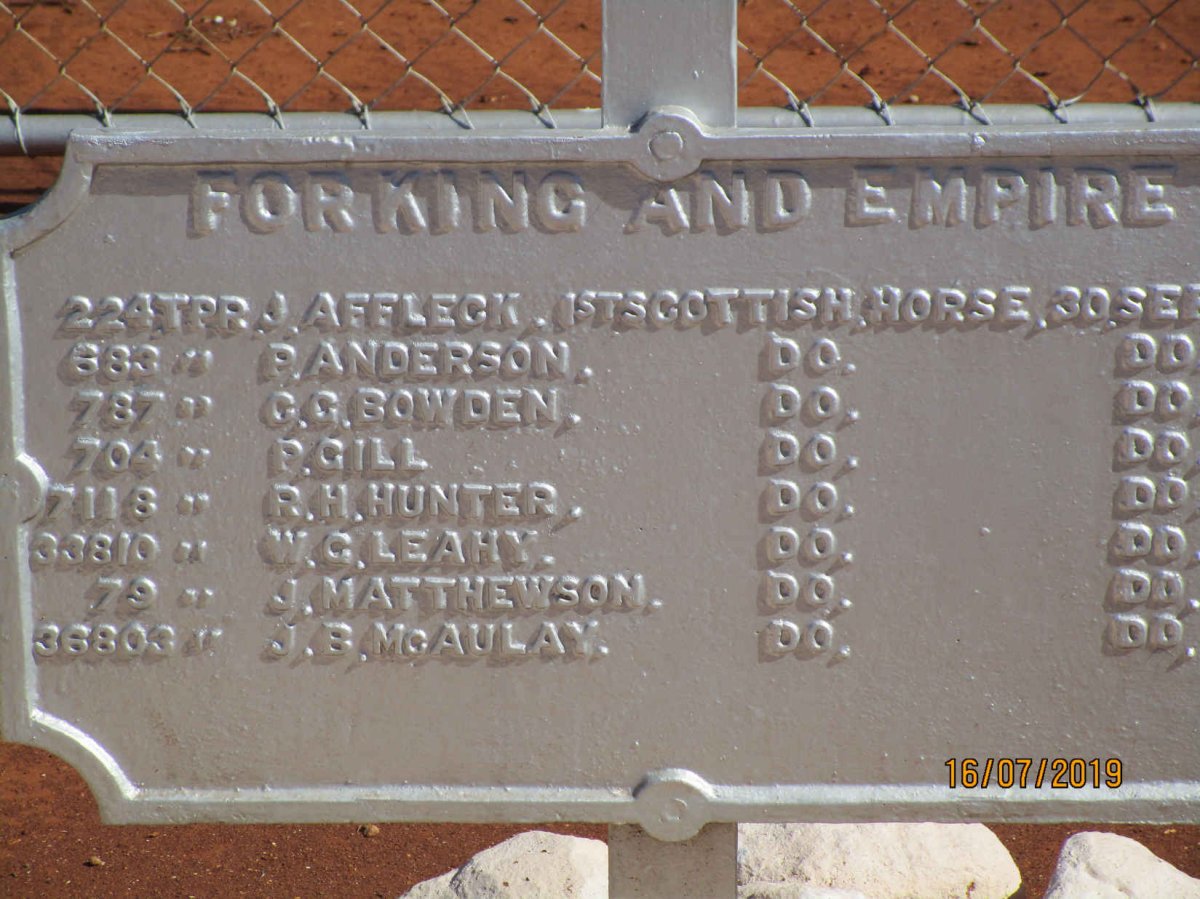 FOR KING AND EMPIRE
224 TPR J. AFFLECK. 1ST SCOTTISH. HORSE. 30.
683 " P. ANDERSON. DO. DO
787 " C.G. BOWDEN. DO. DO
704 " P. GILL DO. DO.
7118 " R.H. HUNTER. DO. DO
33810 " W.G. LEAHY. DO. DO.
79 " J. MATTHEWSON. DO. DO.
36803 " J.B. McAULAY. DO. DO.
16/07/2019